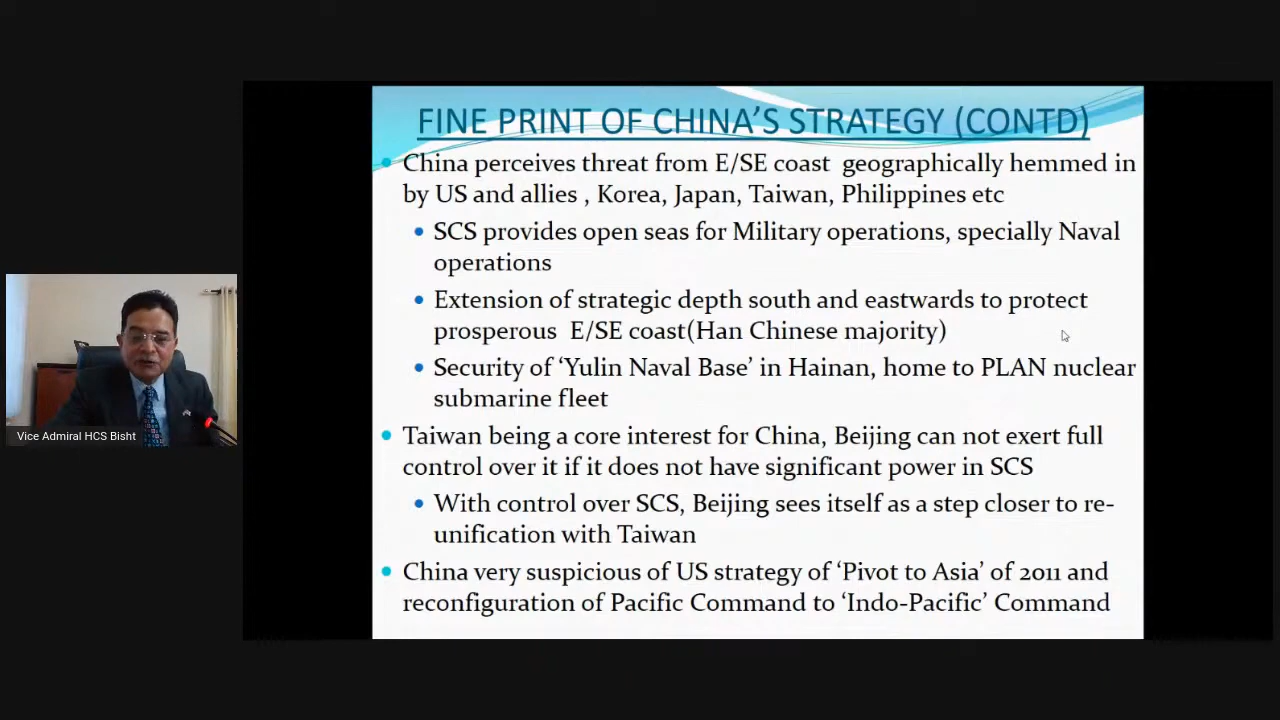 FINE PRINT OF CHINA'S STRATEGY (CONTD)
China perceives threat from E/SE coast geographically hemmed in
by US and allies , Korea, Japan, Taiwan, Philippines etc
SCS provides open seas for Military operations, specially Naval
operations
Extension of strategic depth south and eastwards to protect
prosperous E/SE coast(Han Chinese majority)
Security of 'Yulin Naval Base' in Hainan, home to PLAN nuclear
submarine fleet
Taiwan being a core interest for China, Beijing can not exert full
control over it if it does not have significant power in SCS
With control over SCS, Beijing sees itself as a step closer to re-
unification with Taiwan
China very suspicious of US strategy of 'Pivot to Asia' of 2011 and
reconfiguration of Pacific Command to 'Indo-Pacific' Command
Vice Admiral HCS Bisht